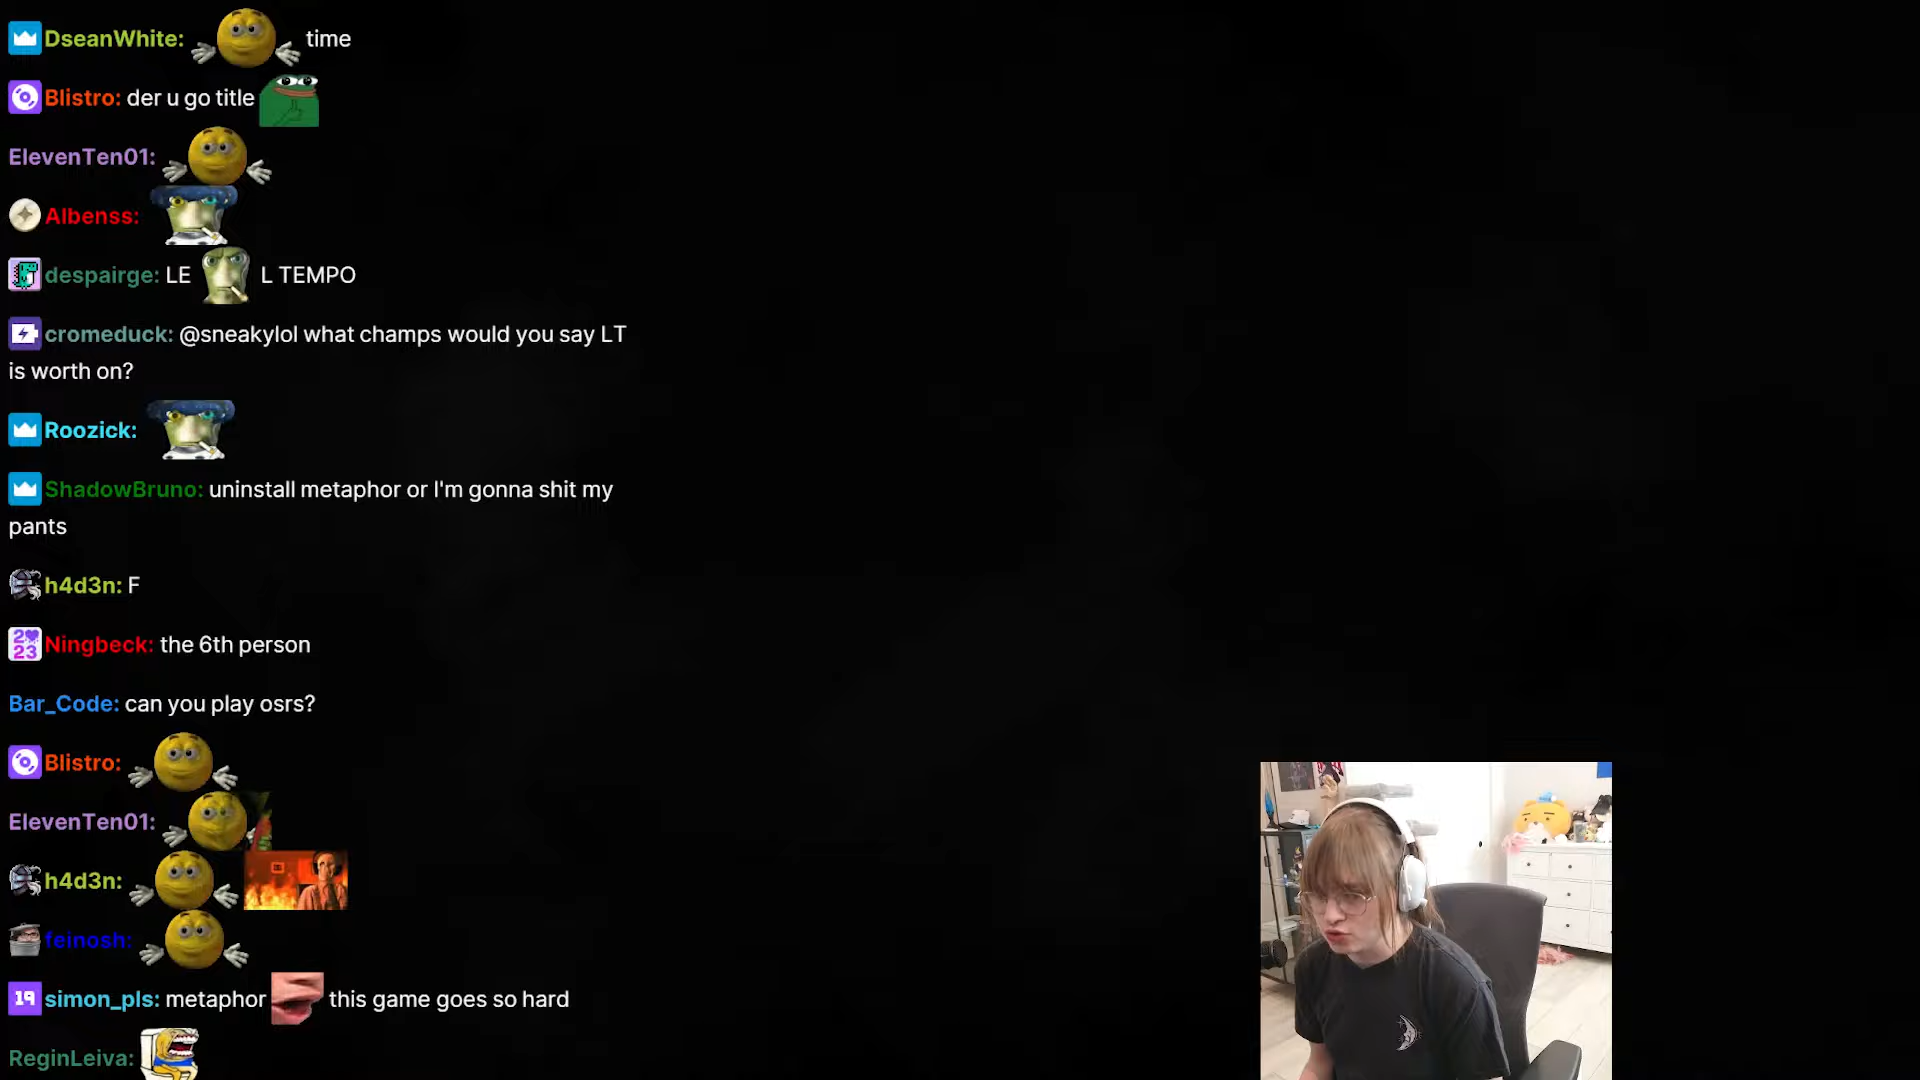 DseanWhite: time
Blistro: der u go title
ElevenTen01:
Albenss:
despairge: LE L TEMPO
cromeduck: @sneakylol what champs would you say LT
is worth on?
Roozick:
ShadowBruno: uninstall metaphor or I'm gonna shit my
pants
h4d3n: F
2023
Ningbeck: the 6th person
Bar_Code: can you play osrs?
Blistro:
ElevenTen01:
h4d3n:
feinosh:
19 simon_pls: metaphor this game goes so hard
ReginLeiva: